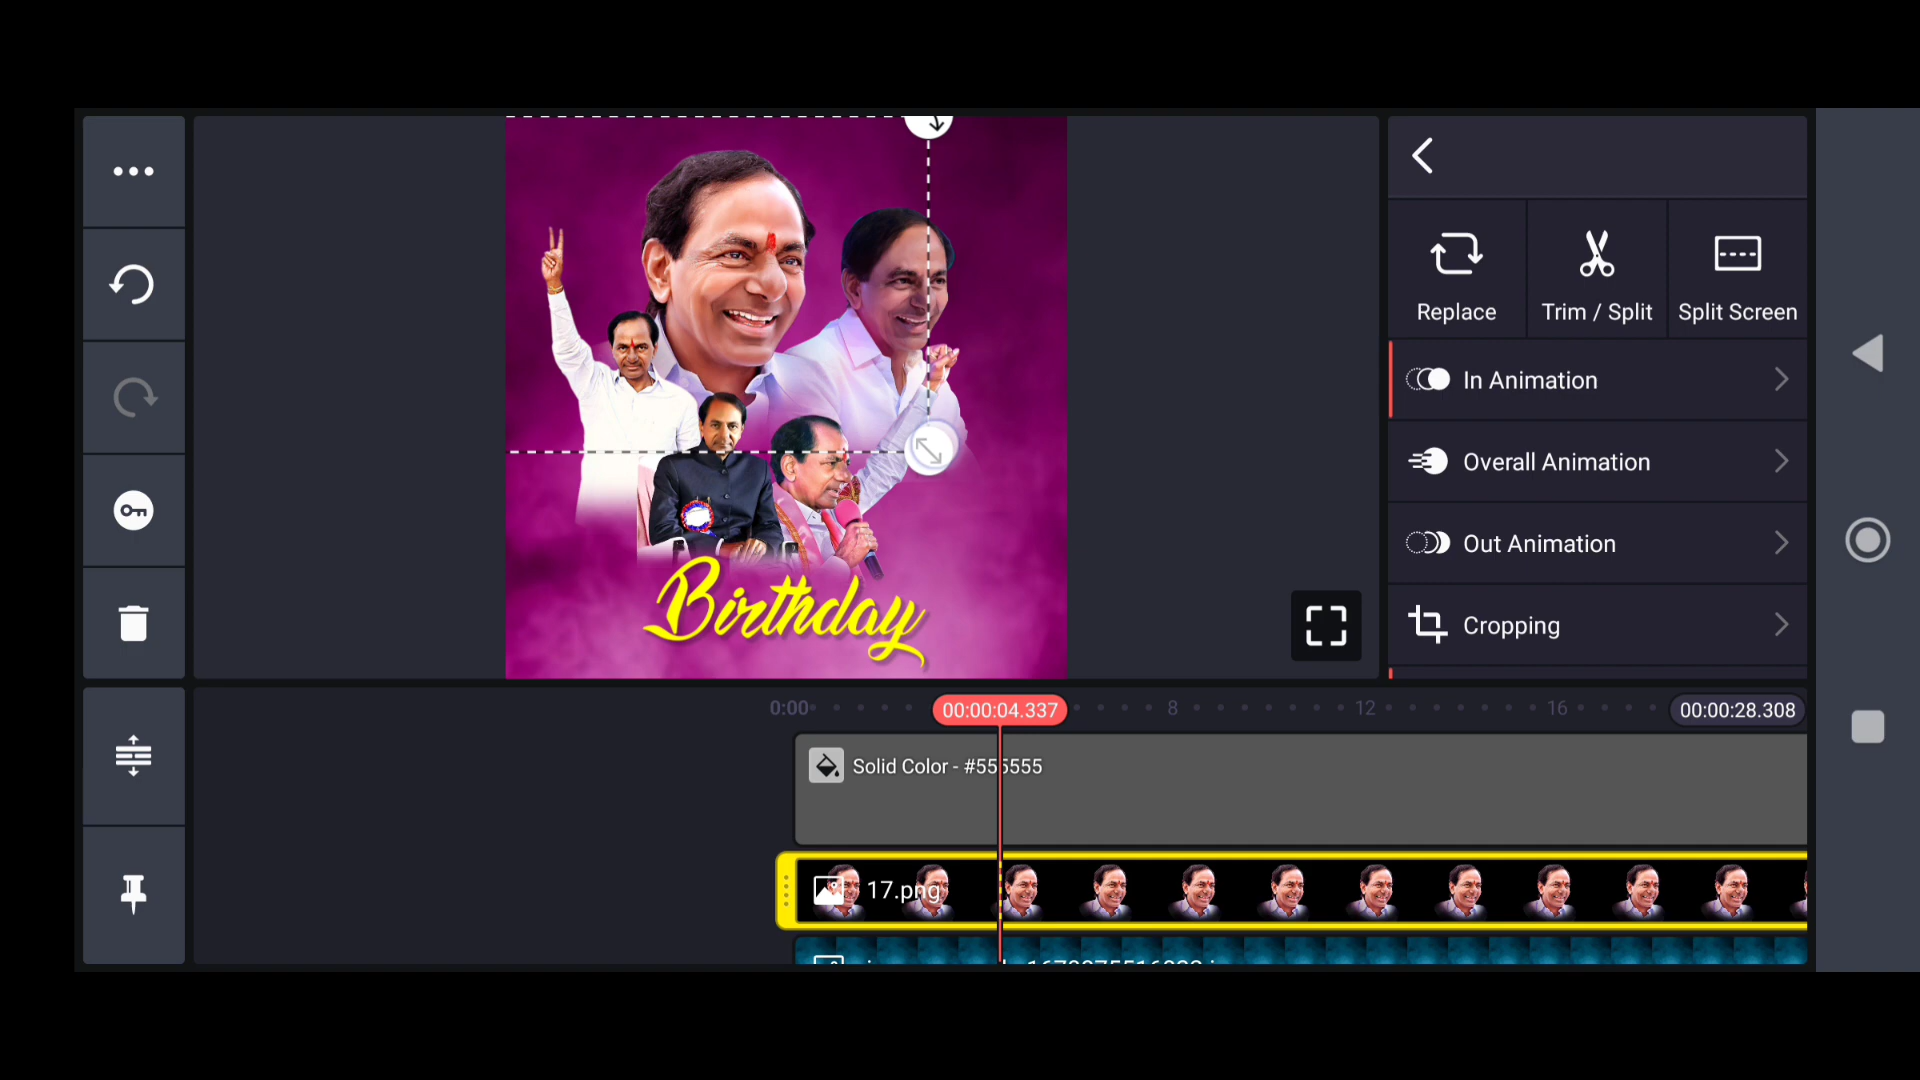 Birthday
Replace
Trim / Split
Split Screen
In Animation
Overall Animation
Out Animation
Cropping
0:00
00:00:04.337
8
12
16
00:00:28.308
Solid Color - #555555
17.png